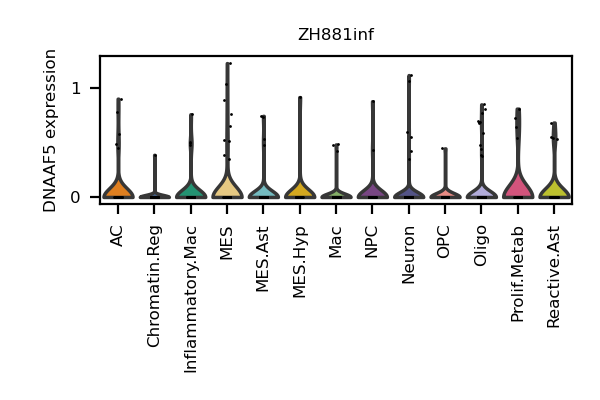 ZH881inf
DNAAF5 expression
1
0
AC
Chromatin.Reg
Inflammatory.Mac
MES
MES.Ast
MES.Hyp
Mac
NPC
Neuron
OPC
Oligo
Prolif.Metab
Reactive.Ast